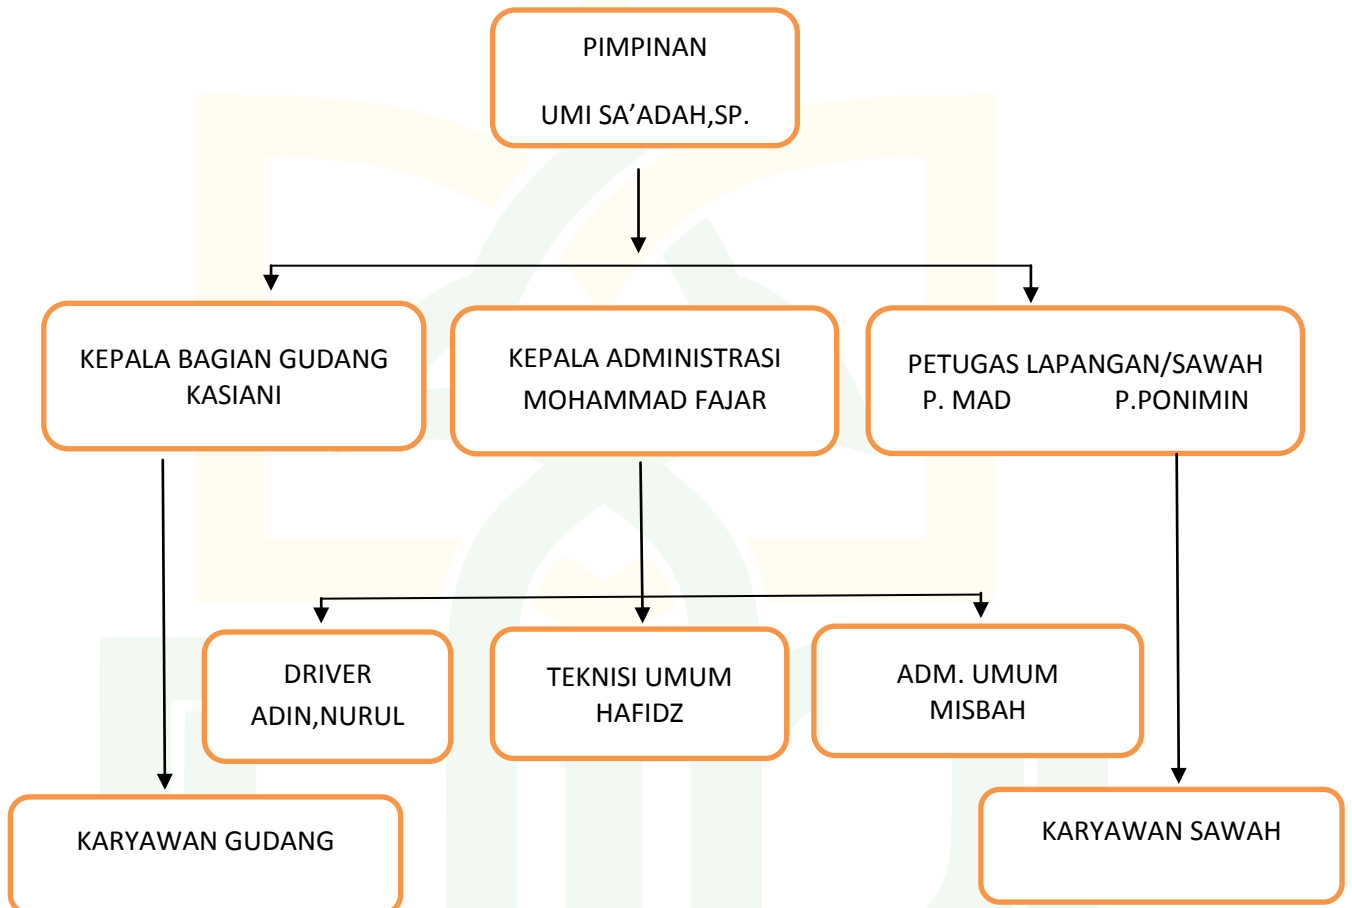 PIMPINAN
UMI SA’ADAH,SP.
KEPALA BAGIAN GUDANG
KASIANI
KEPALA ADMINISTRASI
MOHAMMAD FAJAR
PETUGAS LAPANGAN/SAWAH
P. MAD P.PONIMIN
DRIVER
ADIN,NURUL
TEKNISI UMUM
HAFIDZ
ADM. UMUM
MISBAH
KARYAWAN GUDANG
KARYAWAN SAWAH